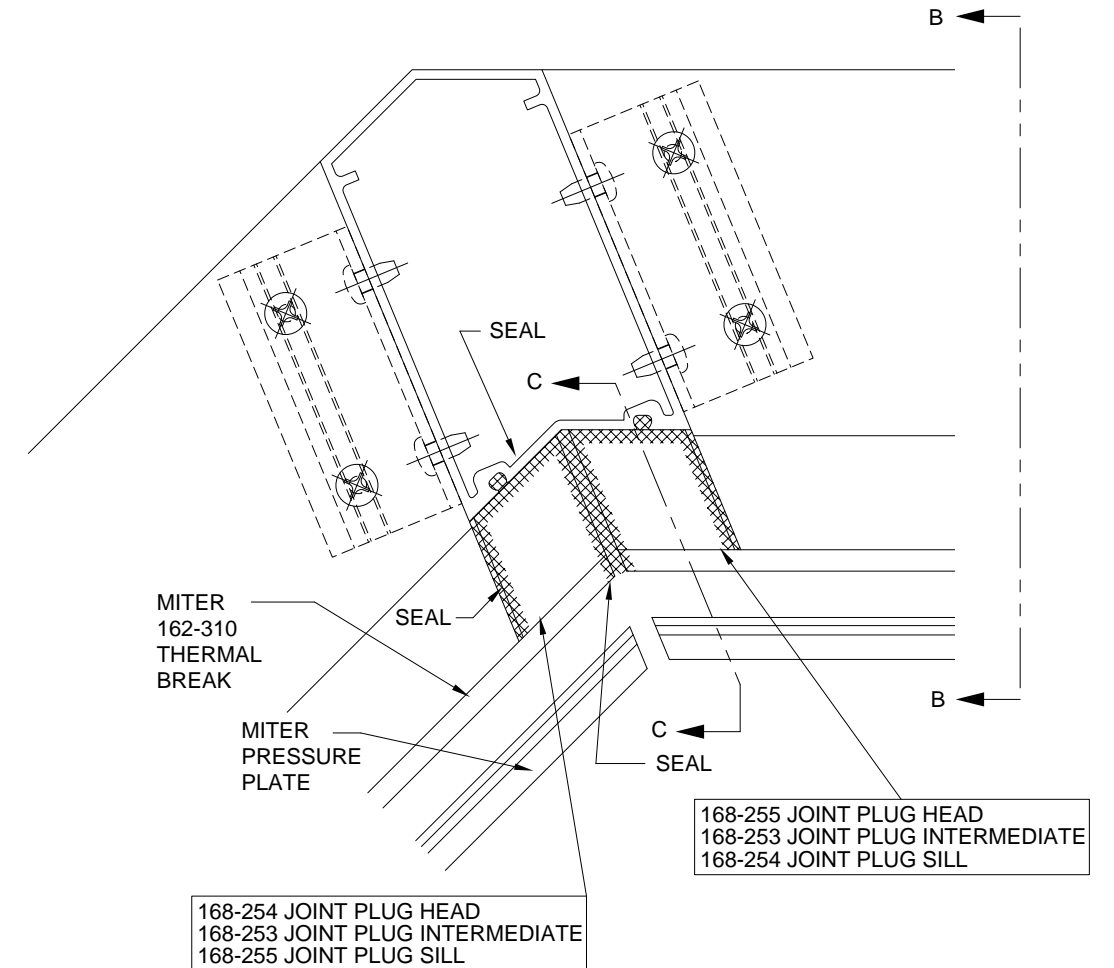 B
SEAL
C
MITER
162-310
THERMAL
BREAK
SEAL
B
MITER
PRESSURE
PLATE
C
SEAL
168-255 JOINT PLUG HEAD
168-253 JOINT PLUG INTERMEDIATE
168-254 JOINT PLUG SILL
168-254 JOINT PLUG HEAD
168-253 JOINT PLUG INTERMEDIATE
168-255 JOINT PLUG SILL